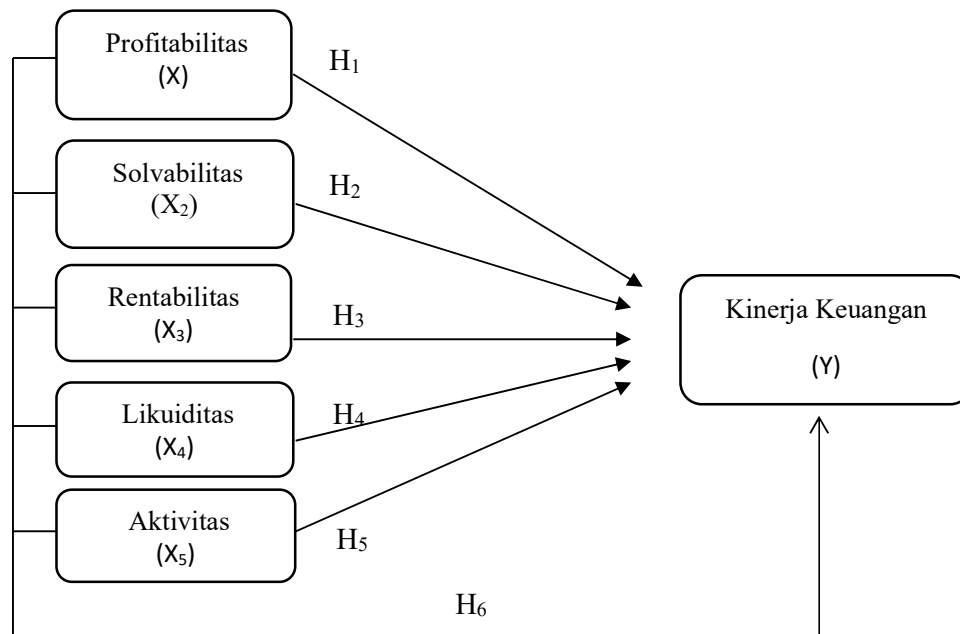 Profitabilitas
(X)
H₁
Solvabilitas
(X₂)
H₂
Rentabilitas
(X₃)
H₃
Kinerja Keuangan
(Y)
Likuiditas
(X₄)
H₄
Aktivitas
(X₅)
H₅
H₆